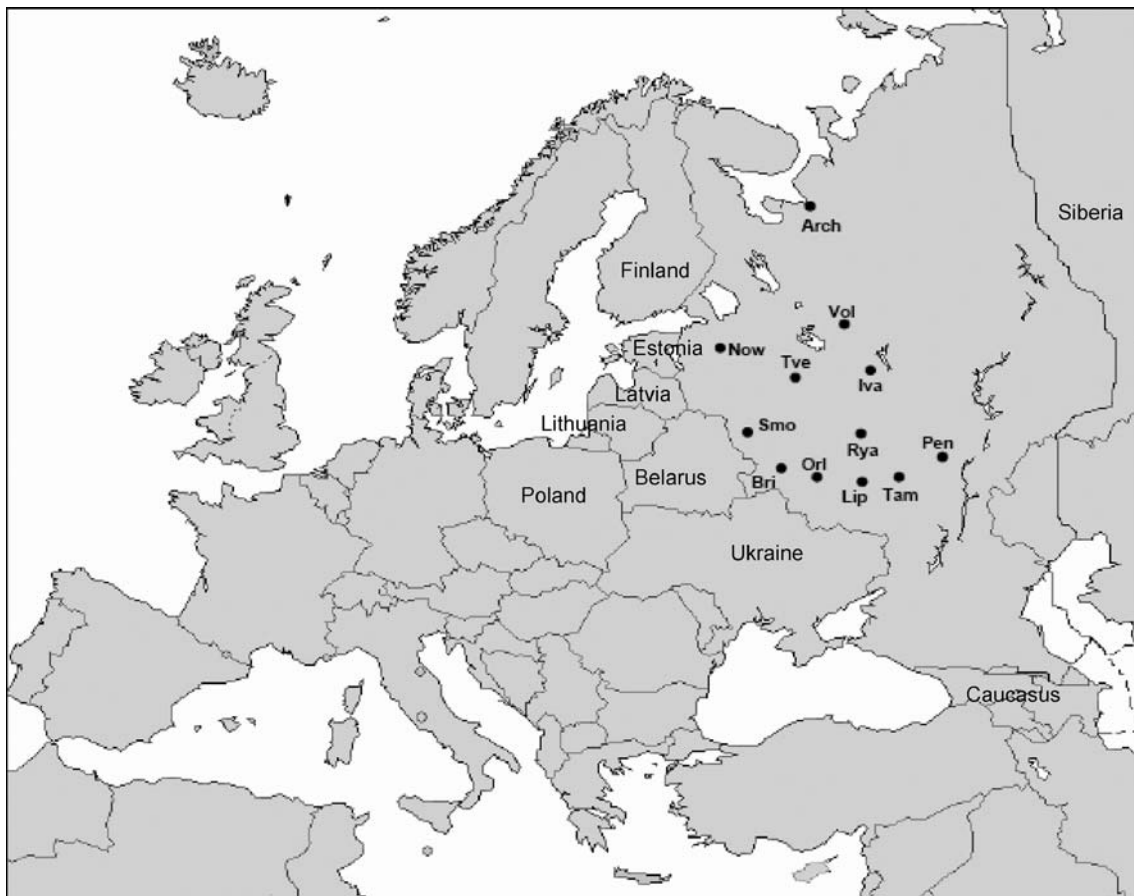 Siberia
Arch
Finland
Vol
Estonia
Now
Tve
Iva
Latvia
Lithuania
Smo
Rya
Pen
Belarus
Bri
Orl
Lip
Tam
Poland
Ukraine
Caucasus